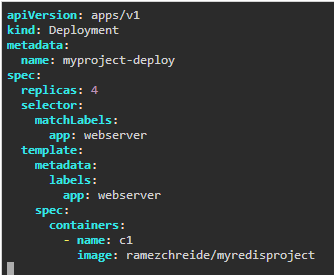 apiVersion: apps/v1
kind: Deployment
metadata:
  name: myproject-deploy
spec:
  replicas: 4
  selector:
    matchLabels:
      app: webserver
  template:
    metadata:
      labels:
        app: webserver
    spec:
      containers:
        - name: c1
          image: ramezchreide/myredisproject